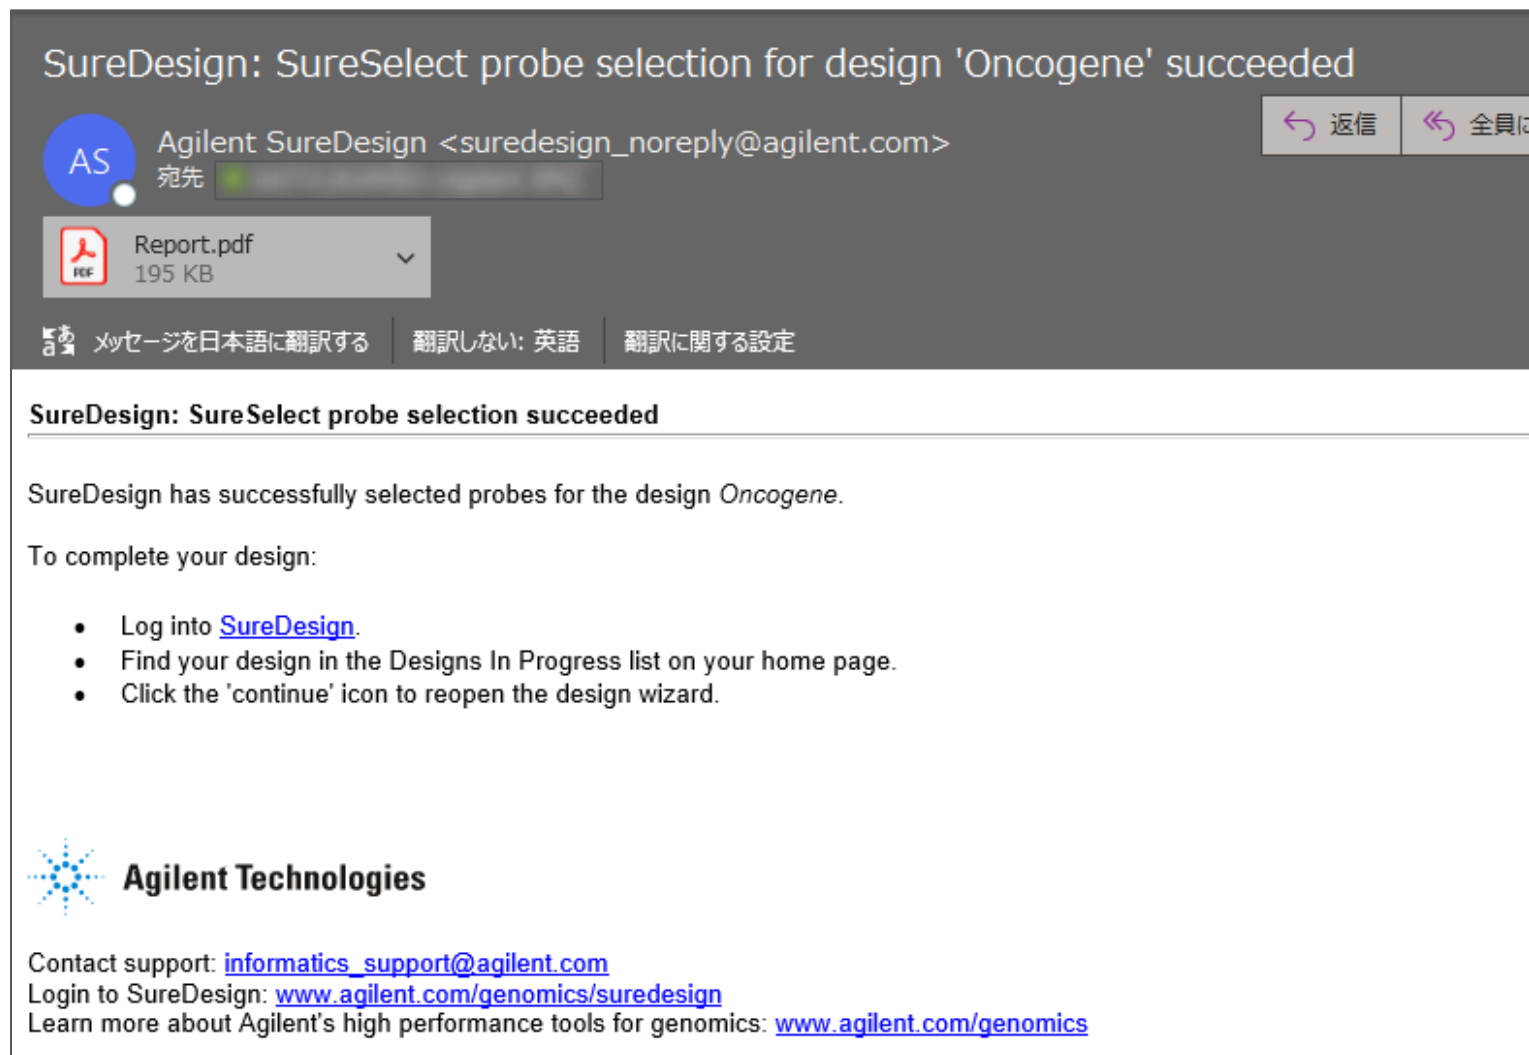 SureDesign: SureSelect probe selection for design 'Oncogene' succeeded
返信
全員に
AS
Agilent SureDesign <suredesign_noreply@agilent.com>
宛先
PDF
Report.pdf
195 KB
メッセージを日本語に翻訳する
翻訳しない: 英語
翻訳に関する設定
SureDesign: SureSelect probe selection succeeded
SureDesign has successfully selected probes for the design Oncogene.
To complete your design:
• Log into SureDesign.
• Find your design in the Designs In Progress list on your home page.
• Click the 'continue' icon to reopen the design wizard.
Agilent Technologies
Contact support: informatics_support@agilent.com
Login to SureDesign: www.agilent.com/genomics/suredesign
Learn more about Agilent's high performance tools for genomics: www.agilent.com/genomics